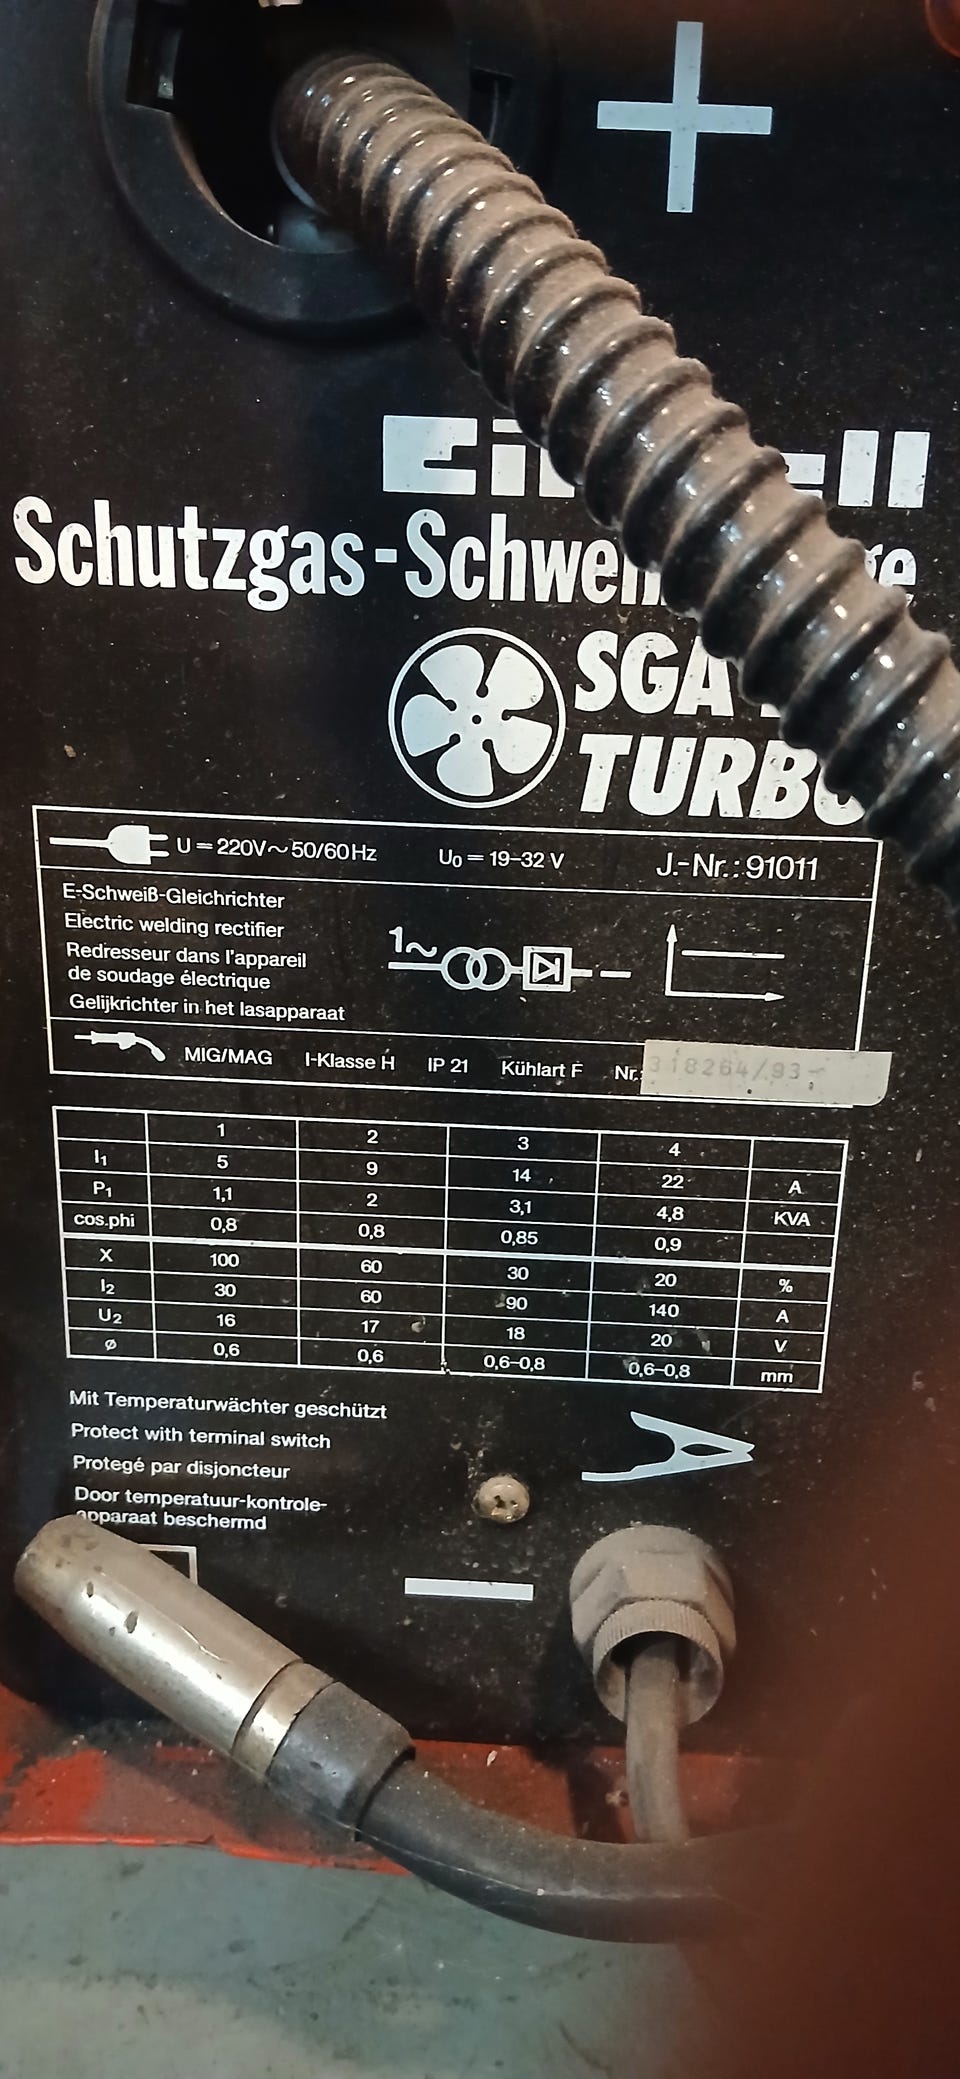 +
Schutzgas-Schwei
SGA
TURBO
U = 220V~50/60Hz U₀ = 19-32 V J.-Nr.: 91011
E-Schweiß-Gleichrichter
Electric welding rectifier
Redresseur dans l'appareil
de soudage électrique
Gelijkrichter in het lasapparaat
1~
MIG/MAG I-Klasse H IP 21 Kühlart F Nr.: 318264/93-
1 2 3 4
I₁ 5 9 14 22 A
P₁ 1,1 2 3,1 4,8 KVA
cos.phi 0,8 0,8 0,85 0,9
X 100 60 30 20 %
I₂ 30 60 90 140 A
U₂ 16 17 18 20 V
ø 0,6 0,6 0,6-0,8 0,6-0,8 mm
Mit Temperaturwächter geschützt
Protect with terminal switch
Protegé par disjoncteur
Door temperatuur-kontrole-
apparaat beschermd
—